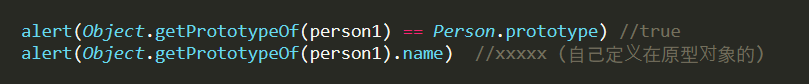 alert(Object.getPrototypeOf(person1) == Person.prototype) //true
alert(Object.getPrototypeOf(person1).name)  //xxxxx (自己定义在原型对象的)